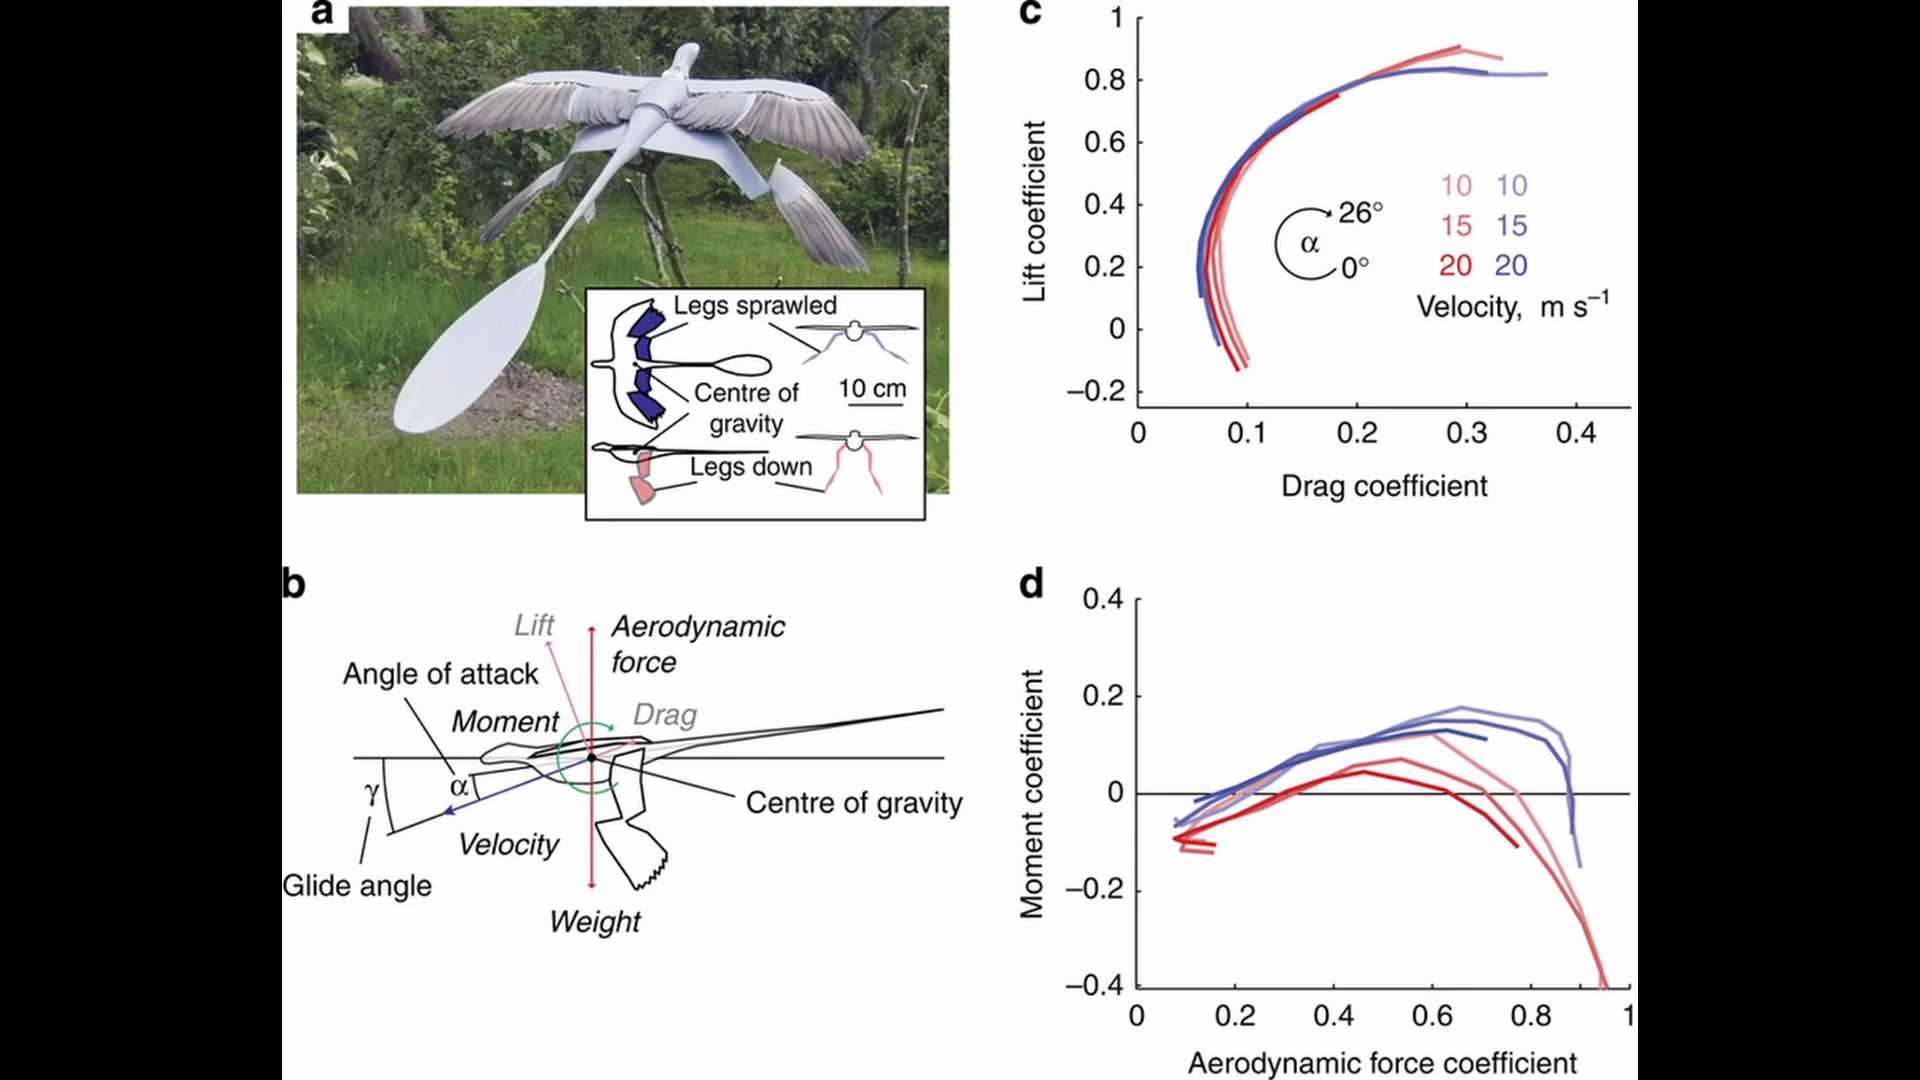 a
Legs sprawled
Centre of
gravity
10 cm
Legs down
b
Lift
Aerodynamic
force
Angle of attack
Moment
Drag
γ
α
Centre of gravity
Velocity
Glide angle
Weight
c
1
0.8
0.6
0.4
0.2
0
–0.2
Lift coefficient
26°
α
0°
10 10
15 15
20 20
Velocity, m s–1
0 0.1 0.2 0.3 0.4
Drag coefficient
d
0.4
0.2
0
–0.2
–0.4
Moment coefficient
0 0.2 0.4 0.6 0.8 1
Aerodynamic force coefficient